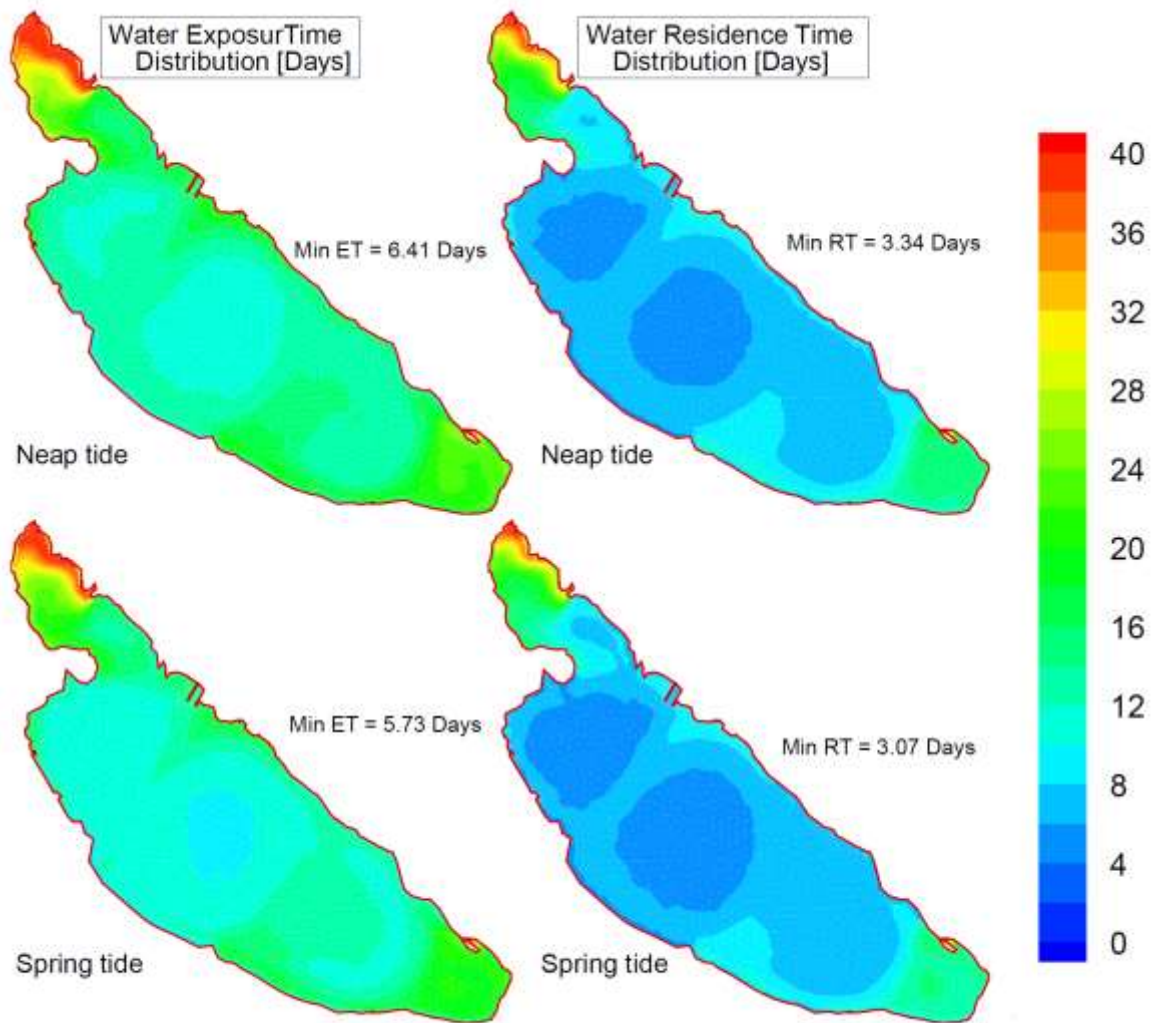 Water ExposurTime
Distribution [Days]
Water Residence Time
Distribution [Days]
Min ET = 6.41 Days
Min RT = 3.34 Days
Neap tide
Neap tide
Min ET = 5.73 Days
Min RT = 3.07 Days
Spring tide
Spring tide
40
36
32
28
24
20
16
12
8
4
0